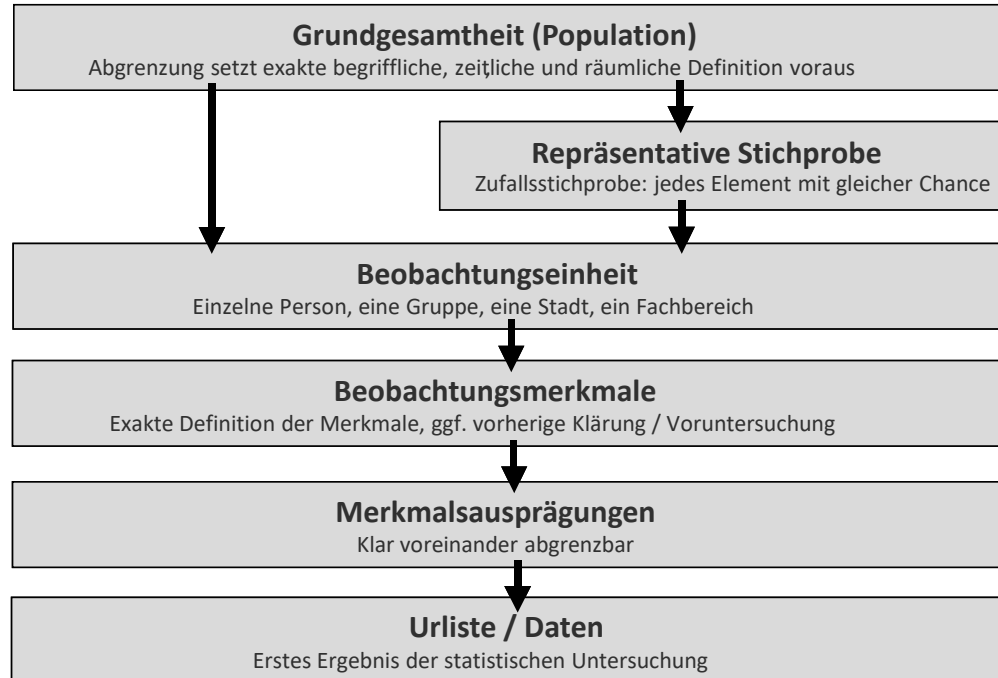 Grundgesamtheit (Population)
Abgrenzung setzt exakte begriffliche, zeitliche und räumliche Definition voraus
Repräsentative Stichprobe
Zufallsstichprobe: jedes Element mit gleicher Chance
Beobachtungseinheit
Einzelne Person, eine Gruppe, eine Stadt, ein Fachbereich
Beobachtungsmerkmale
Exakte Definition der Merkmale, ggf. vorherige Klärung / Voruntersuchung
Merkmalsausprägungen
Klar voreinander abgrenzbar
Urliste / Daten
Erstes Ergebnis der statistischen Untersuchung